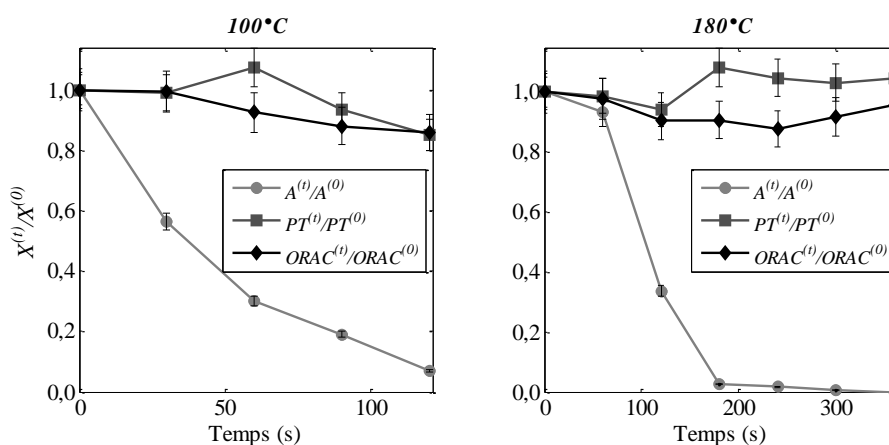 100°C
X(t)/X(0)
1,0
0,8
0,6
0,4
0,2
0,0
A(t)/A(0)
PT(t)/PT(0)
ORAC(t)/ORAC(0)
0
50
100
Temps (s)
180°C
1,0
0,8
0,6
0,4
0,2
0,0
A(t)/A(0)
PT(t)/PT(0)
ORAC(t)/ORAC(0)
0
100
200
300
Temps (s)